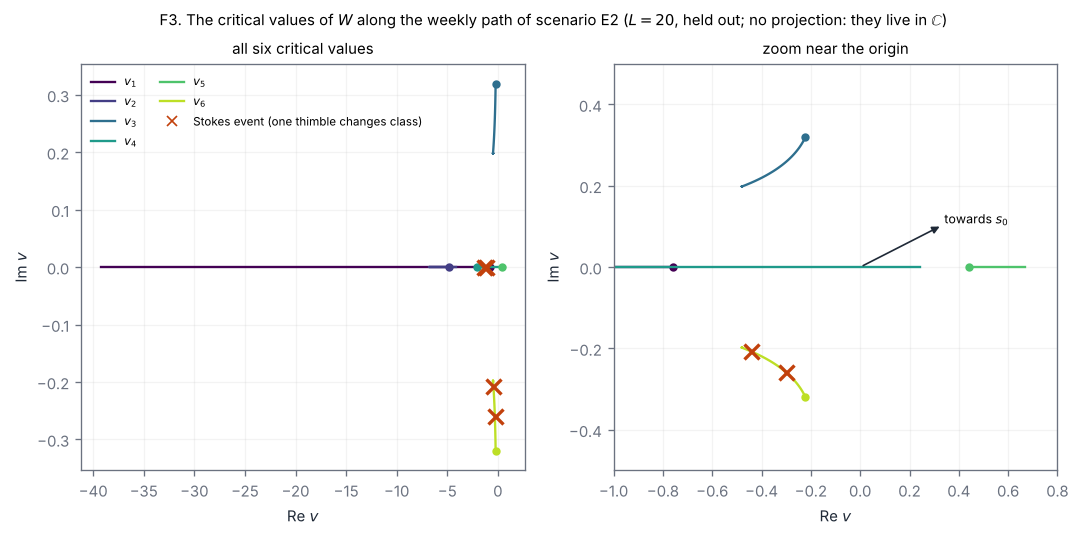 F3. The critical values of W along the weekly path of scenario E2 (L = 20, held out; no projection: they live in ℂ)
all six critical values
v₁
v₂
v₃
v₄
v₅
v₆
Stokes event (one thimble changes class)
0.3
0.2
0.1
0.0
−0.1
−0.2
−0.3
Im v
−40
−35
−30
−25
−20
−15
−10
−5
0
Re v
zoom near the origin
towards s₀
0.4
0.2
0.0
−0.2
−0.4
Im v
−1.0
−0.8
−0.6
−0.4
−0.2
0.0
0.2
0.4
0.6
0.8
Re v